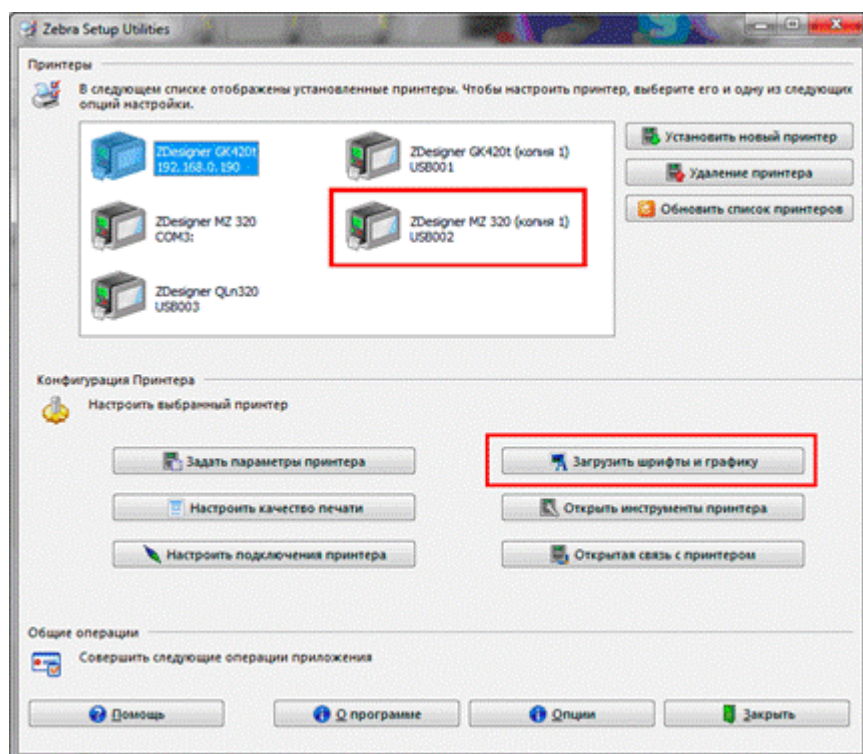 Zebra Setup Utilities
Принтеры
В следующем списке отображены установленные принтеры. Чтобы настроить принтер, выберите его и одну из следующих
опций настройки.
ZDesigner GK420t
192.168.0.190
ZDesigner GK420t (копия 1)
USB001
ZDesigner MZ 320
COM3:
ZDesigner MZ 320 (копия 1)
USB002
ZDesigner QLn320
USB003
Установить новый принтер
Удаление принтера
Обновить список принтеров
Конфигурация Принтера
Настроить выбранный принтер
Задать параметры принтера
Загрузить шрифты и графику
Настроить качество печати
Открыть инструменты принтера
Настроить подключения принтера
Открытая связь с принтером
Общие операции
Совершить следующие операции приложения
Помощь
О программе
Опции
Закрыть